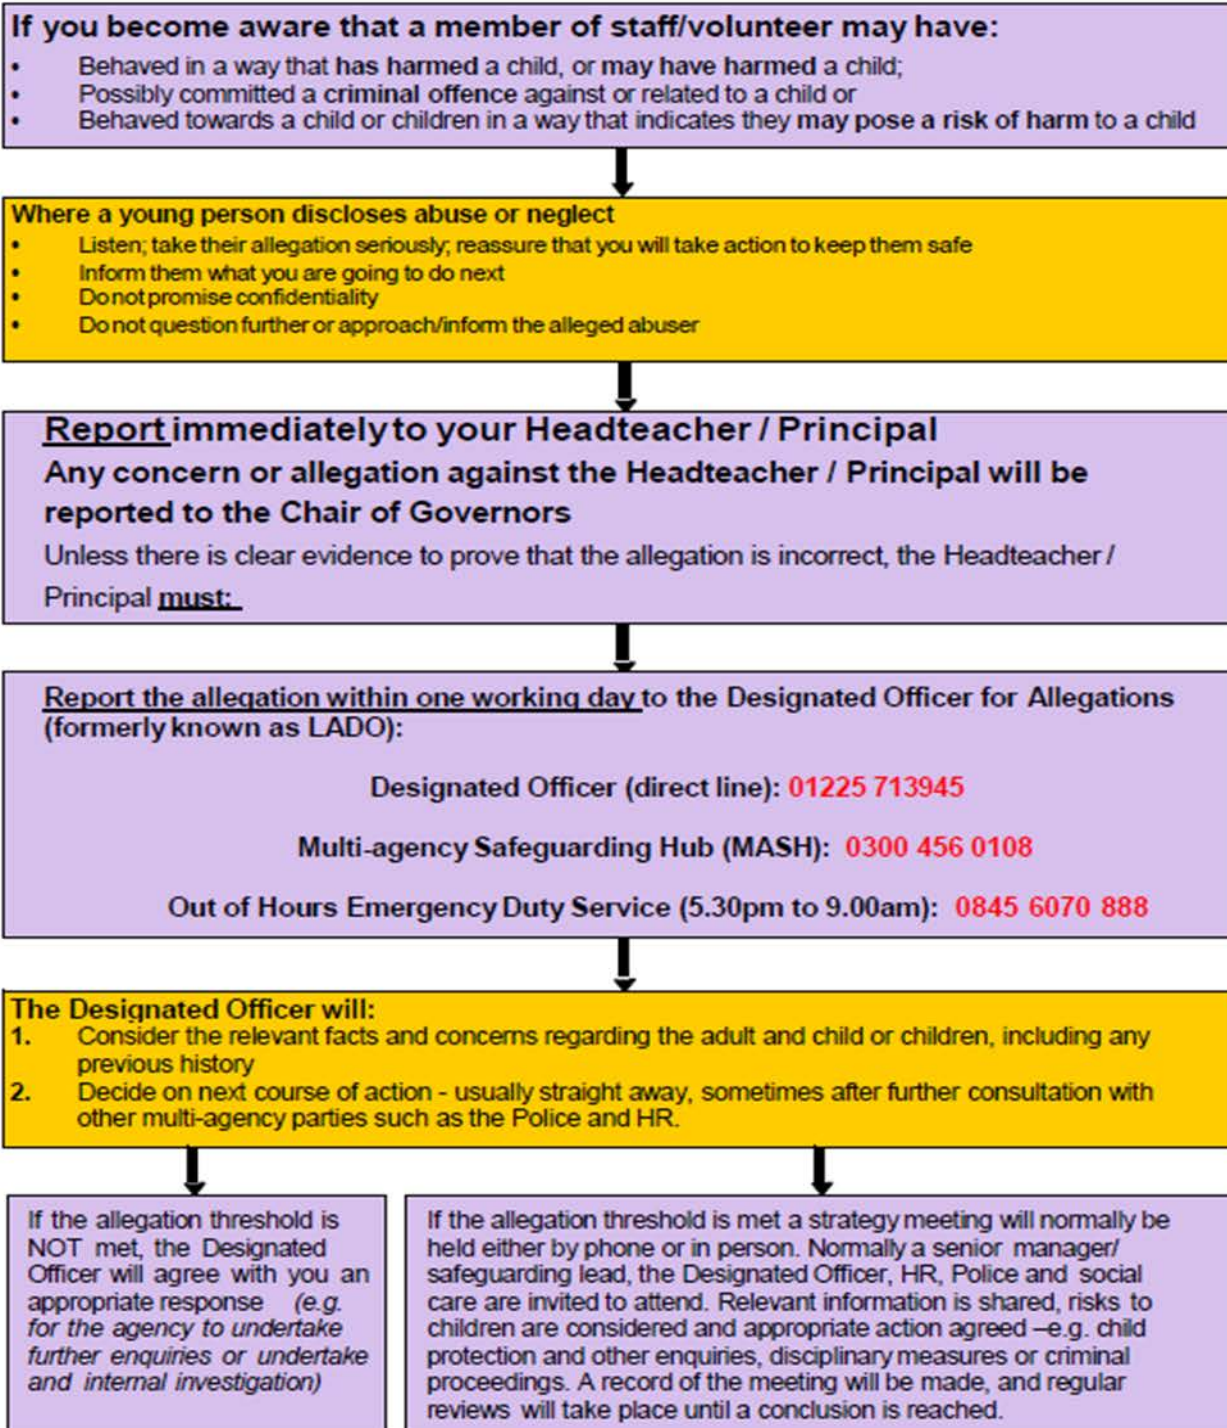 If you become aware that a member of staff/volunteer may have:
• Behaved in a way that has harmed a child, or may have harmed a child;
• Possibly committed a criminal offence against or related to a child or
• Behaved towards a child or children in a way that indicates they may pose a risk of harm to a child
Where a young person discloses abuse or neglect
• Listen; take their allegation seriously; reassure that you will take action to keep them safe
• Inform them what you are going to do next
• Do not promise confidentiality
• Do not question further or approach/inform the alleged abuser
Report immediately to your Headteacher / Principal
Any concern or allegation against the Headteacher / Principal will be
reported to the Chair of Governors
Unless there is clear evidence to prove that the allegation is incorrect, the Headteacher /
Principal must:
Report the allegation within one working day to the Designated Officer for Allegations
(formerly known as LADO):
Designated Officer (direct line): 01225 713945
Multi-agency Safeguarding Hub (MASH): 0300 456 0108
Out of Hours Emergency Duty Service (5.30pm to 9.00am): 0845 6070 888
The Designated Officer will:
1. Consider the relevant facts and concerns regarding the adult and child or children, including any
previous history
2. Decide on next course of action - usually straight away, sometimes after further consultation with
other multi-agency parties such as the Police and HR.
If the allegation threshold is
NOT met, the Designated
Officer will agree with you an
appropriate response (e.g.
for the agency to undertake
further enquiries or undertake
and internal investigation)
If the allegation threshold is met a strategy meeting will normally be
held either by phone or in person. Normally a senior manager/
safeguarding lead, the Designated Officer, HR, Police and social
care are invited to attend. Relevant information is shared, risks to
children are considered and appropriate action agreed –e.g. child
protection and other enquiries, disciplinary measures or criminal
proceedings. A record of the meeting will be made, and regular
reviews will take place until a conclusion is reached.